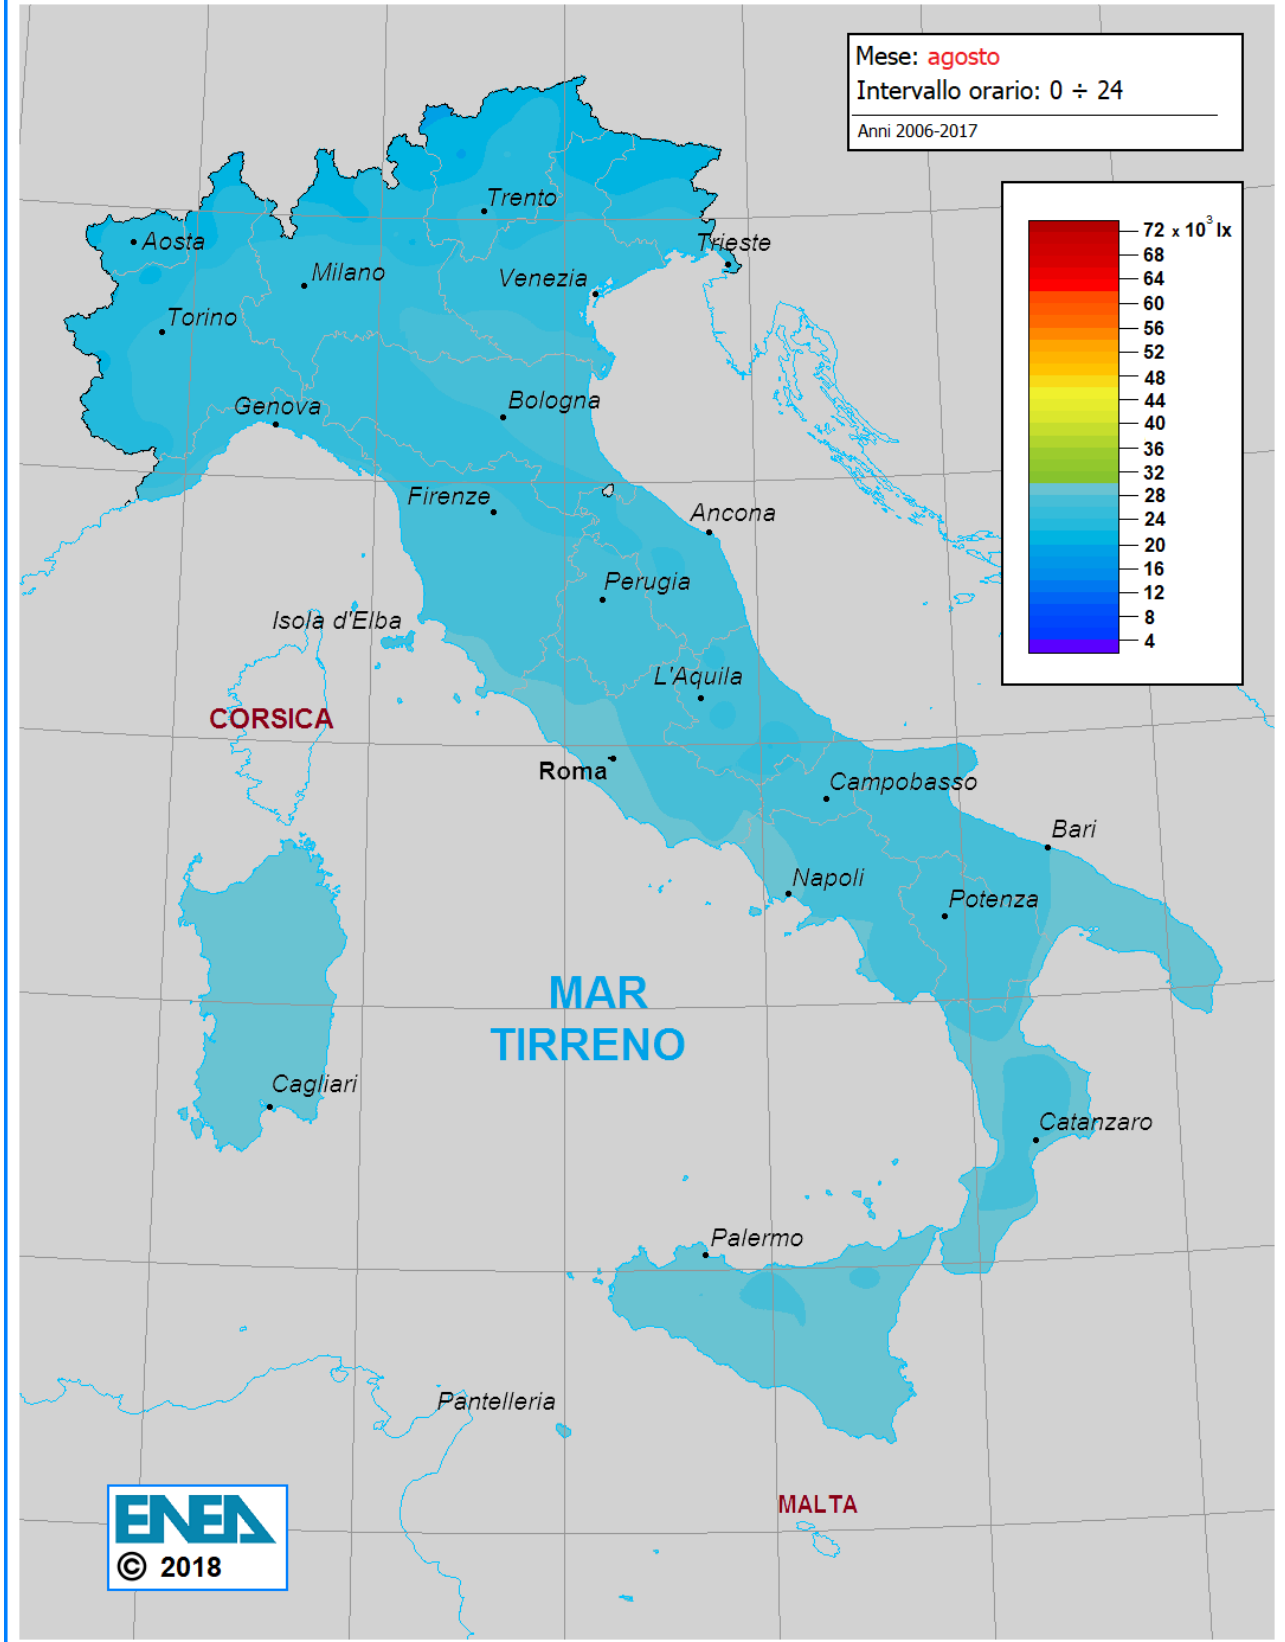 Mese: agosto
Intervallo orario: 0 ÷ 24
Anni 2006-2017
72 x 10³ lx
68
64
60
56
52
48
44
40
36
32
28
24
20
16
12
8
4
Trento
Aosta
Trieste
Milano
Venezia
Torino
Genova
Bologna
Firenze
Ancona
Perugia
Isola d'Elba
L'Aquila
CORSICA
Roma
Campobasso
Bari
Napoli
Potenza
MAR
TIRRENO
Cagliari
Catanzaro
Palermo
Pantelleria
MALTA
ENEA
© 2018